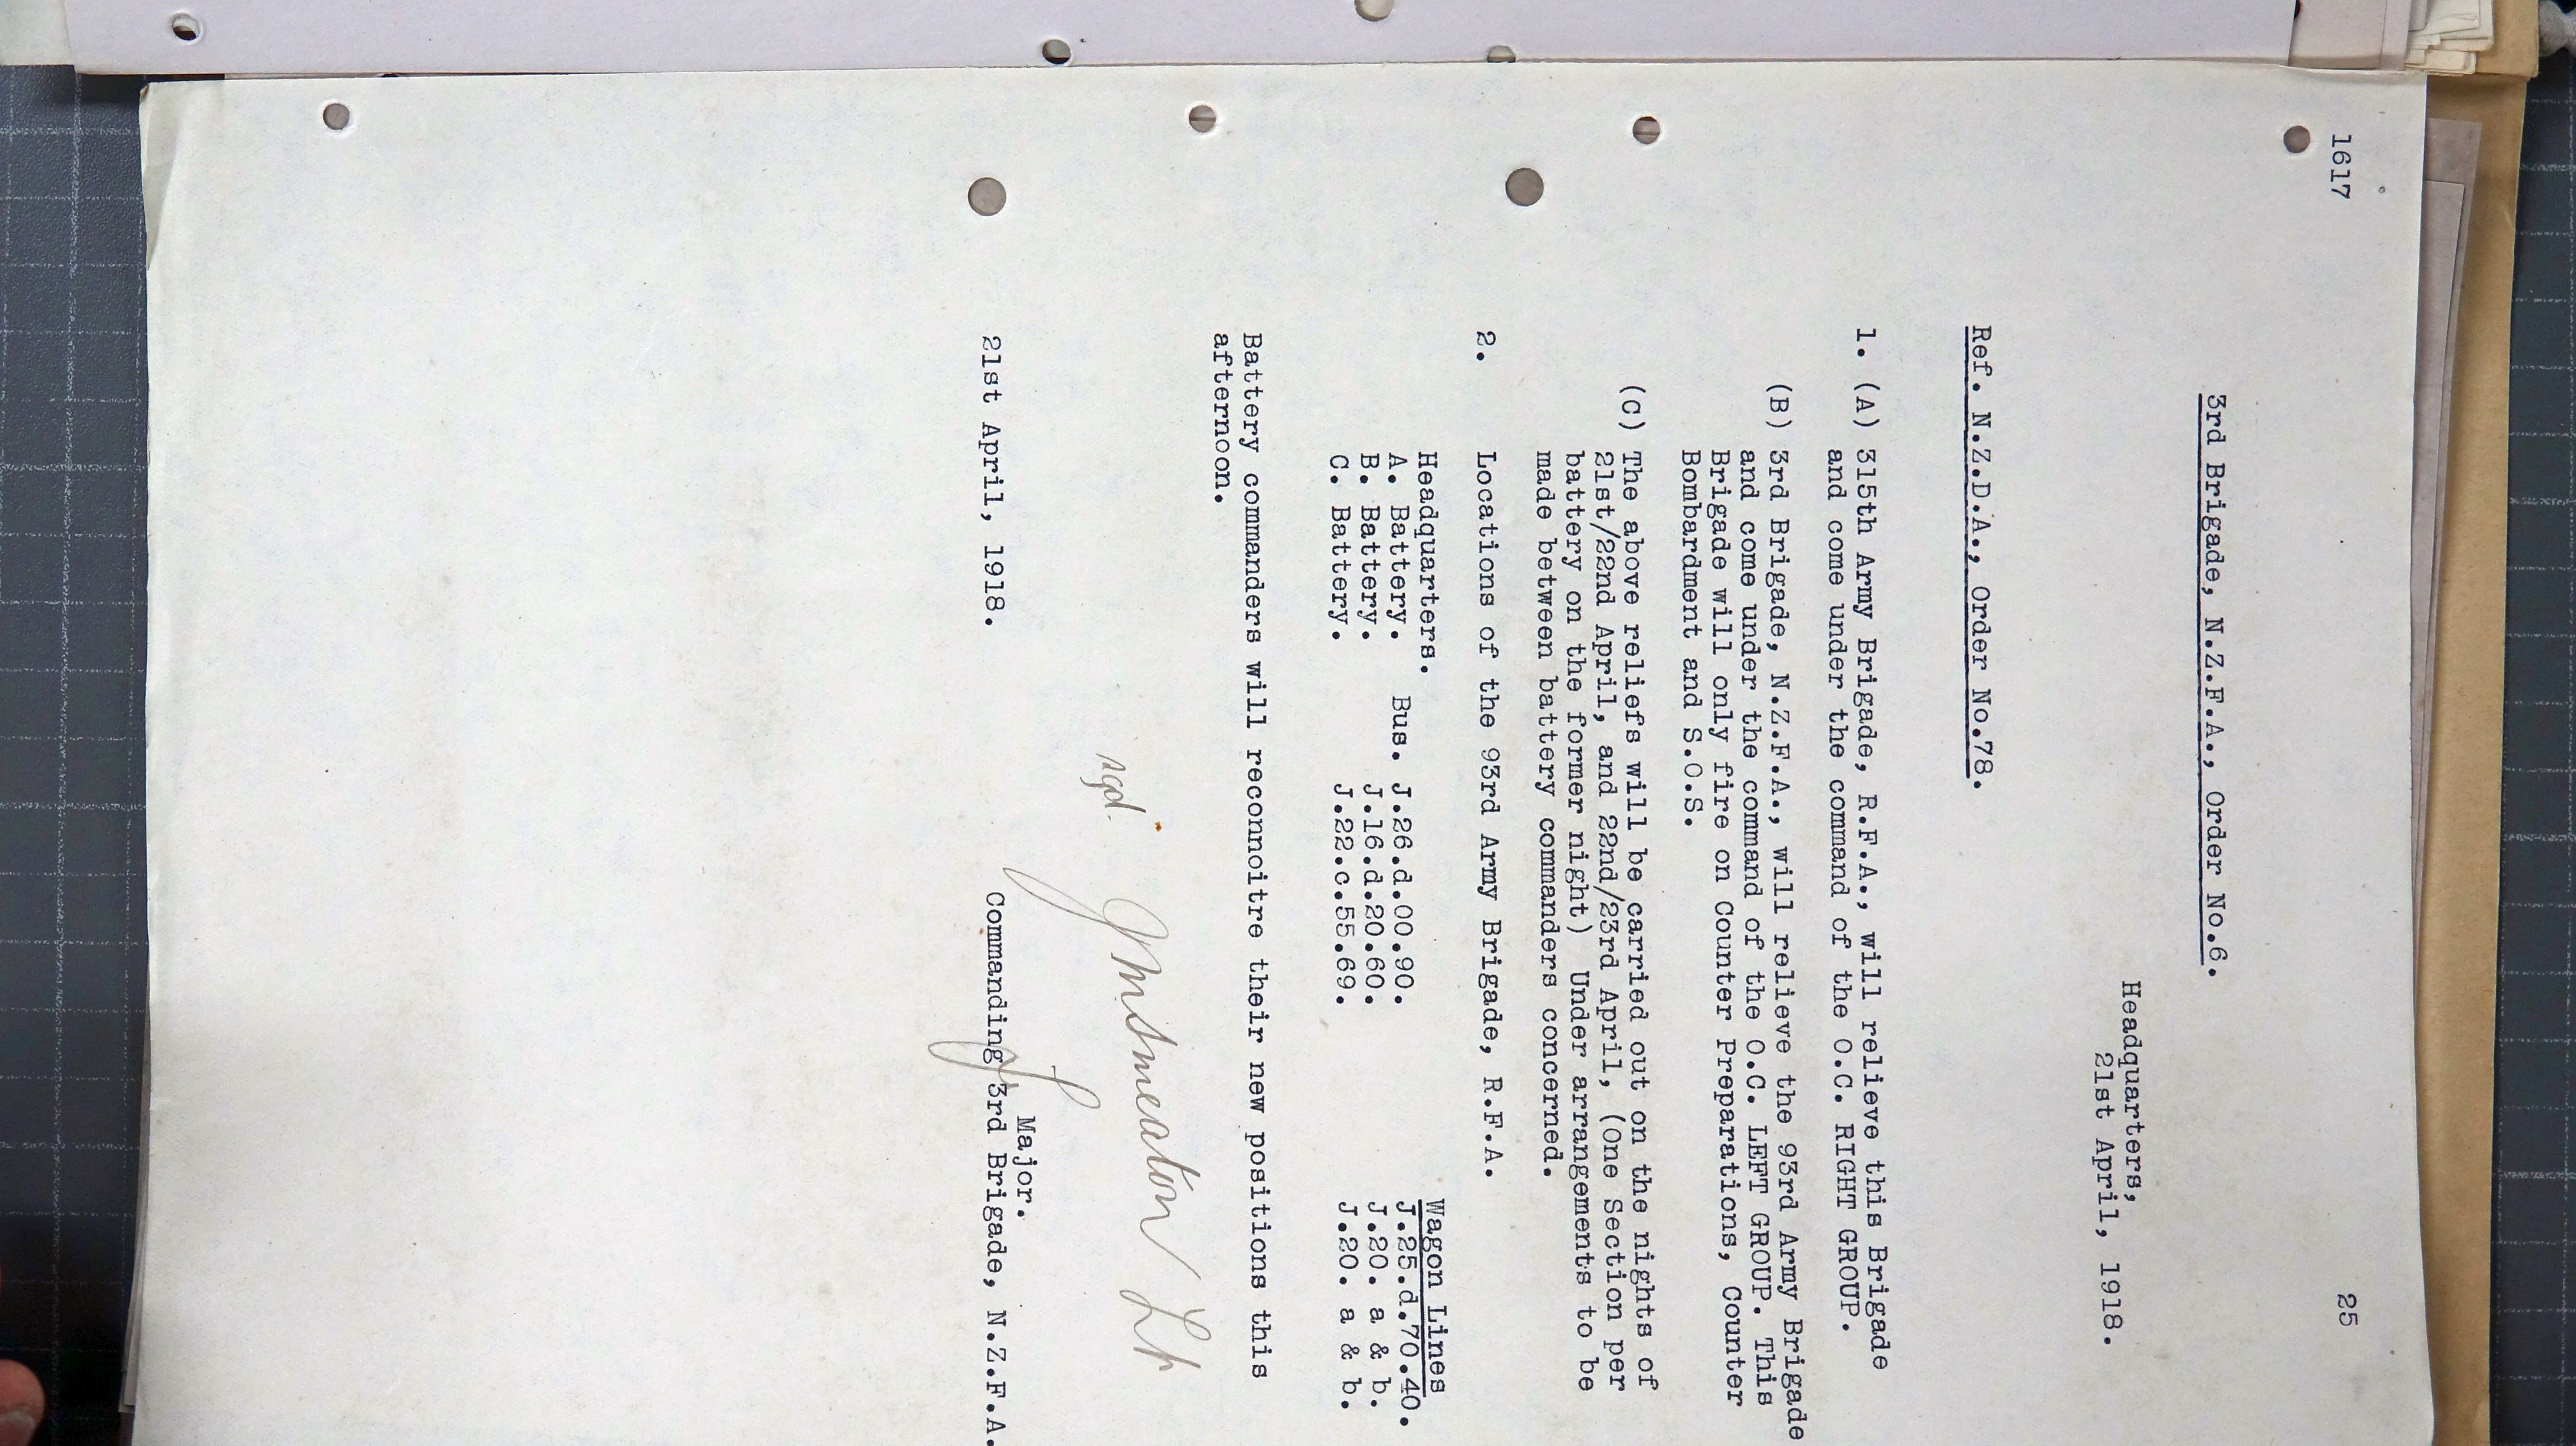 1617 25
3rd Brigade, N.Z.F.A., Order No.6.
Headquarters,
21st April, 1918.
Ref. N.Z.D.A., Order No.78.
1. (A) 315th Army Brigade, R.F.A., will relieve this Brigade
and come under the command of the O.C. RIGHT GROUP.
(B) 3rd Brigade, N.Z.F.A., will relieve the 93rd Army Brigade
and come under the command of the O.C. LEFT GROUP. This
Brigade will only fire on Counter Preparations, Counter
Bombardment and S.O.S.
(C) The above reliefs will be carried out on the nights of
21st/22nd April, and 22nd/23rd April, (One Section per
battery on the former night) Under arrangements to be
made between battery commanders concerned.
2. Locations of the 93rd Army Brigade, R.F.A.
Headquarters. Wagon Lines
A. Battery. Bus. J.26.d.00.90. J.25.d.70.40.
B. Battery. J.16.d.20.60. J.20. a & b.
C. Battery. J.22.c.55.69. J.20. a & b.
Battery commanders will reconnoitre their new positions this
afternoon.
sgd. Smeaton Lt
Major.
21st April, 1918. Commanding 3rd Brigade, N.Z.F.A.